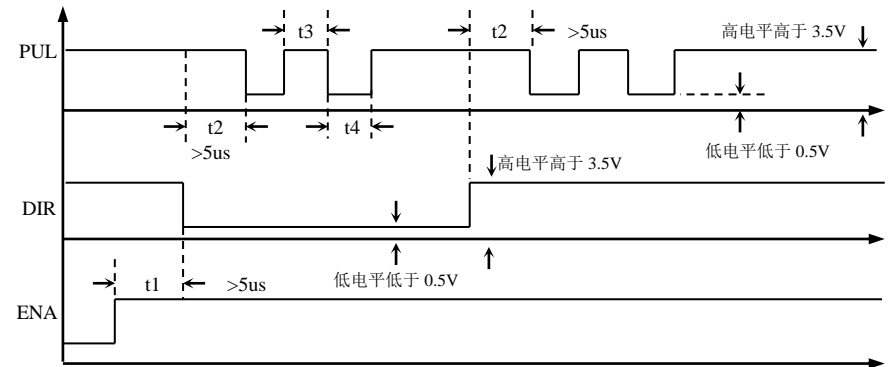 t3
t2
>5us
高电平高于 3.5V
PUL
t2
t4
>5us
低电平低于 0.5V
高电平高于 3.5V
DIR
t1
>5us
低电平低于 0.5V
ENA